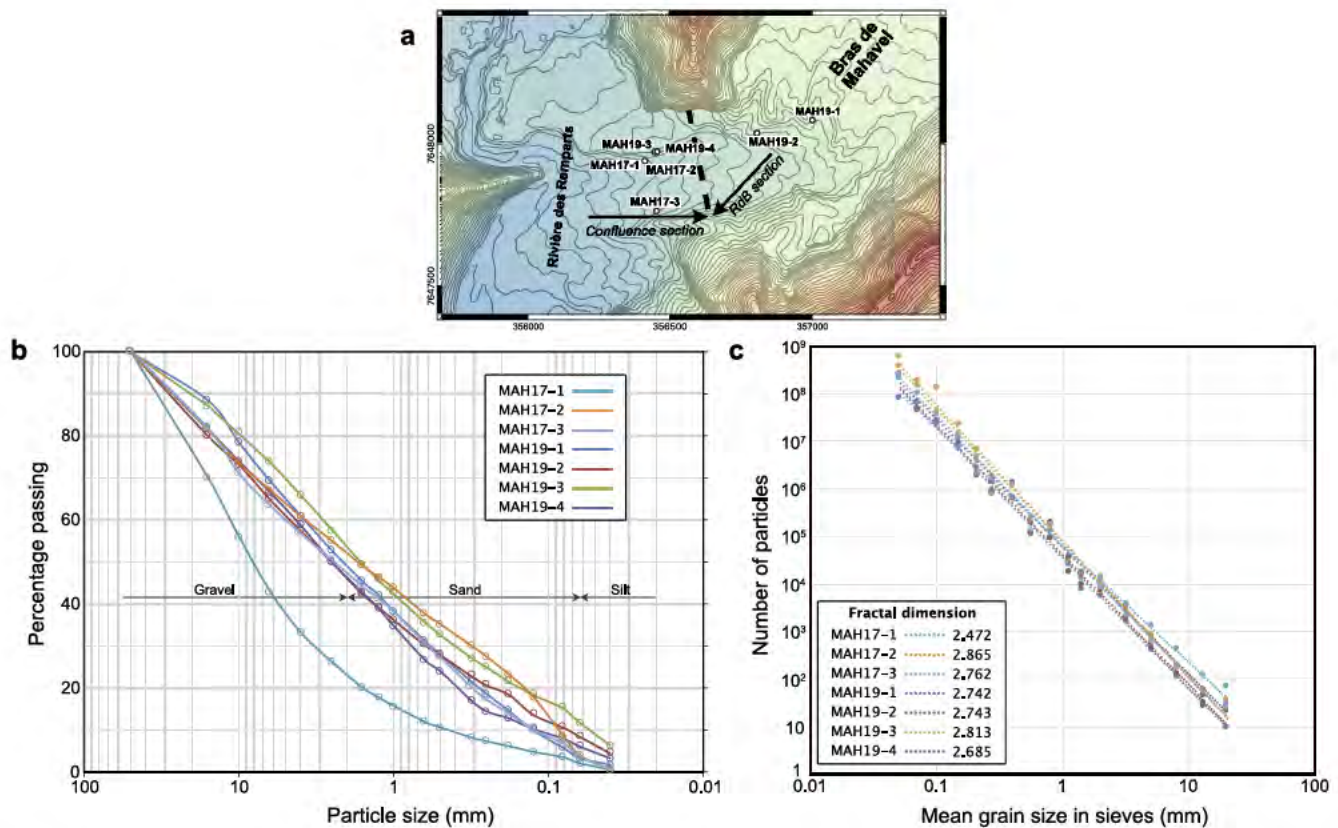 a
Bras de
Mahavel
MAH19-1
7648000
MAH19-3
MAH19-4
MAH19-2
MAH17-1
MAH17-2
Rivière des Remparts
MAH17-3
RdB section
Confluence section
7647500
356000
356500
357000
b
100
80
60
40
20
0
Percentage passing
MAH17-1
MAH17-2
MAH17-3
MAH19-1
MAH19-2
MAH19-3
MAH19-4
Gravel
Sand
Silt
100
10
1
0.1
0.01
Particle size (mm)
c
10⁹
10⁸
10⁷
10⁶
10⁵
10⁴
10³
10²
10
1
Number of particles
Fractal dimension
MAH17-1 2.472
MAH17-2 2.865
MAH17-3 2.762
MAH19-1 2.742
MAH19-2 2.743
MAH19-3 2.813
MAH19-4 2.685
0.01
0.1
1
10
100
Mean grain size in sieves (mm)